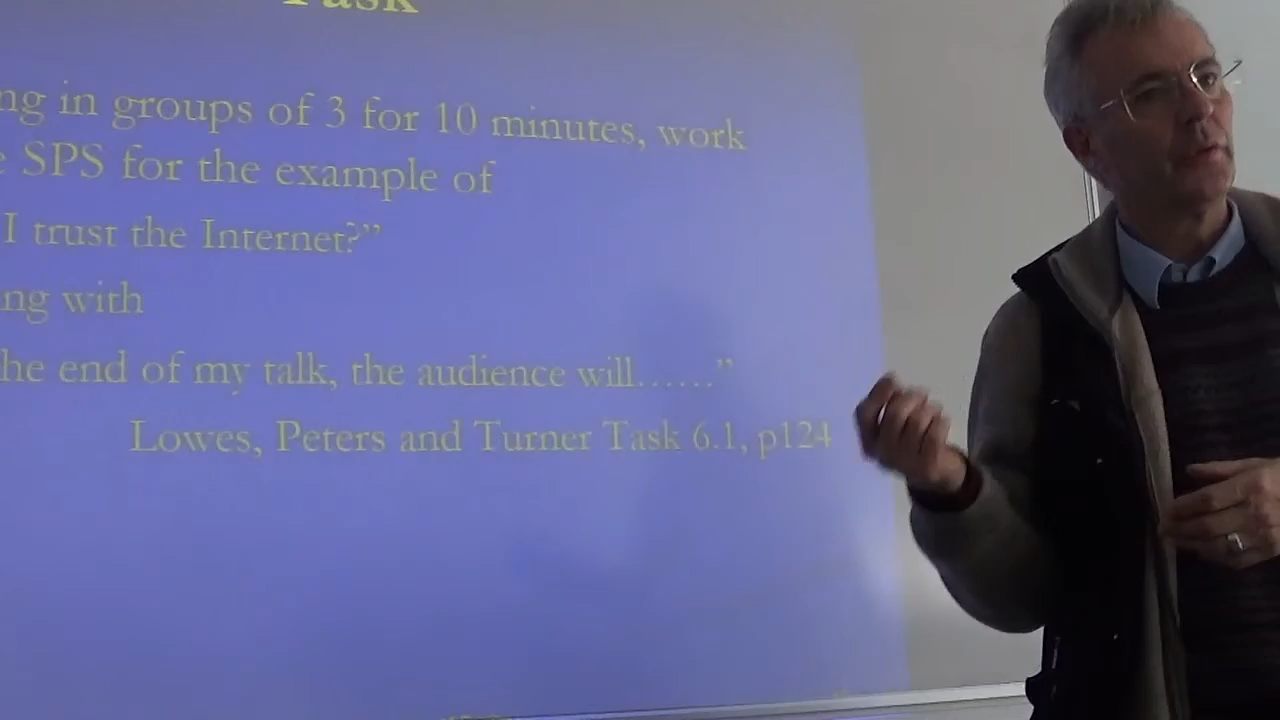 Task
ng in groups of 3 for 10 minutes, work
e SPS for the example of
I trust the Internet?”
ng with
he end of my talk, the audience will……”
Lowes, Peters and Turner Task 6.1, p124